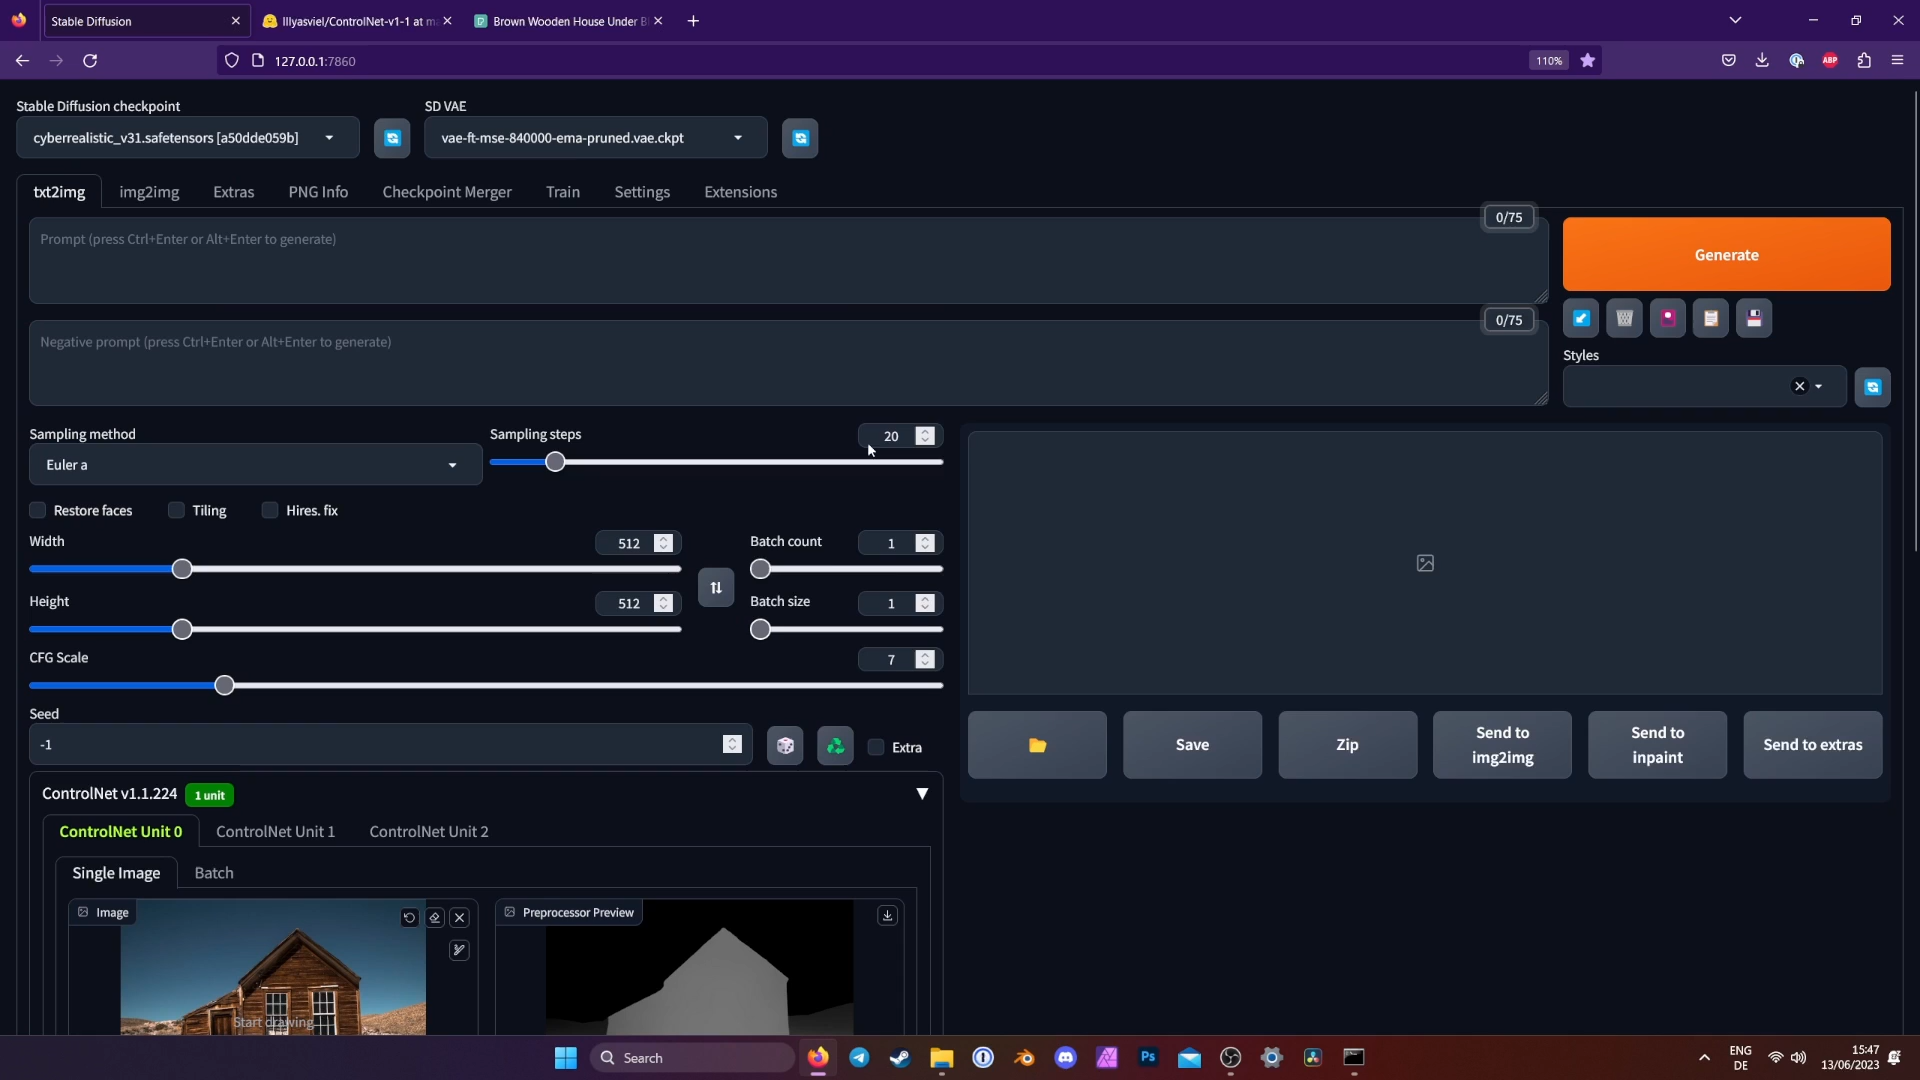 Stable Diffusion
lllyasviel/ControlNet-v1-1 at m
Brown Wooden House Under Bl
127.0.0.1:7860
110%
ABP
Stable Diffusion checkpoint
SD VAE
cyberrealistic_v31.safetensors [a50dde059b]
vae-ft-mse-840000-ema-pruned.vae.ckpt
txt2img
img2img
Extras
PNG Info
Checkpoint Merger
Train
Settings
Extensions
0/75
Prompt (press Ctrl+Enter or Alt+Enter to generate)
Generate
0/75
Negative prompt (press Ctrl+Enter or Alt+Enter to generate)
Styles
Sampling method
Sampling steps
20
Euler a
Restore faces
Tiling
Hires. fix
Width
512
Batch count
1
Height
512
Batch size
1
CFG Scale
7
Seed
-1
Extra
Save
Zip
Send to
img2img
Send to
inpaint
Send to extras
ControlNet v1.1.224
1 unit
ControlNet Unit 0
ControlNet Unit 1
ControlNet Unit 2
Single Image
Batch
Image
Preprocessor Preview
Start drawing
Search
Ps
ENG
DE
15:47
13/06/2023